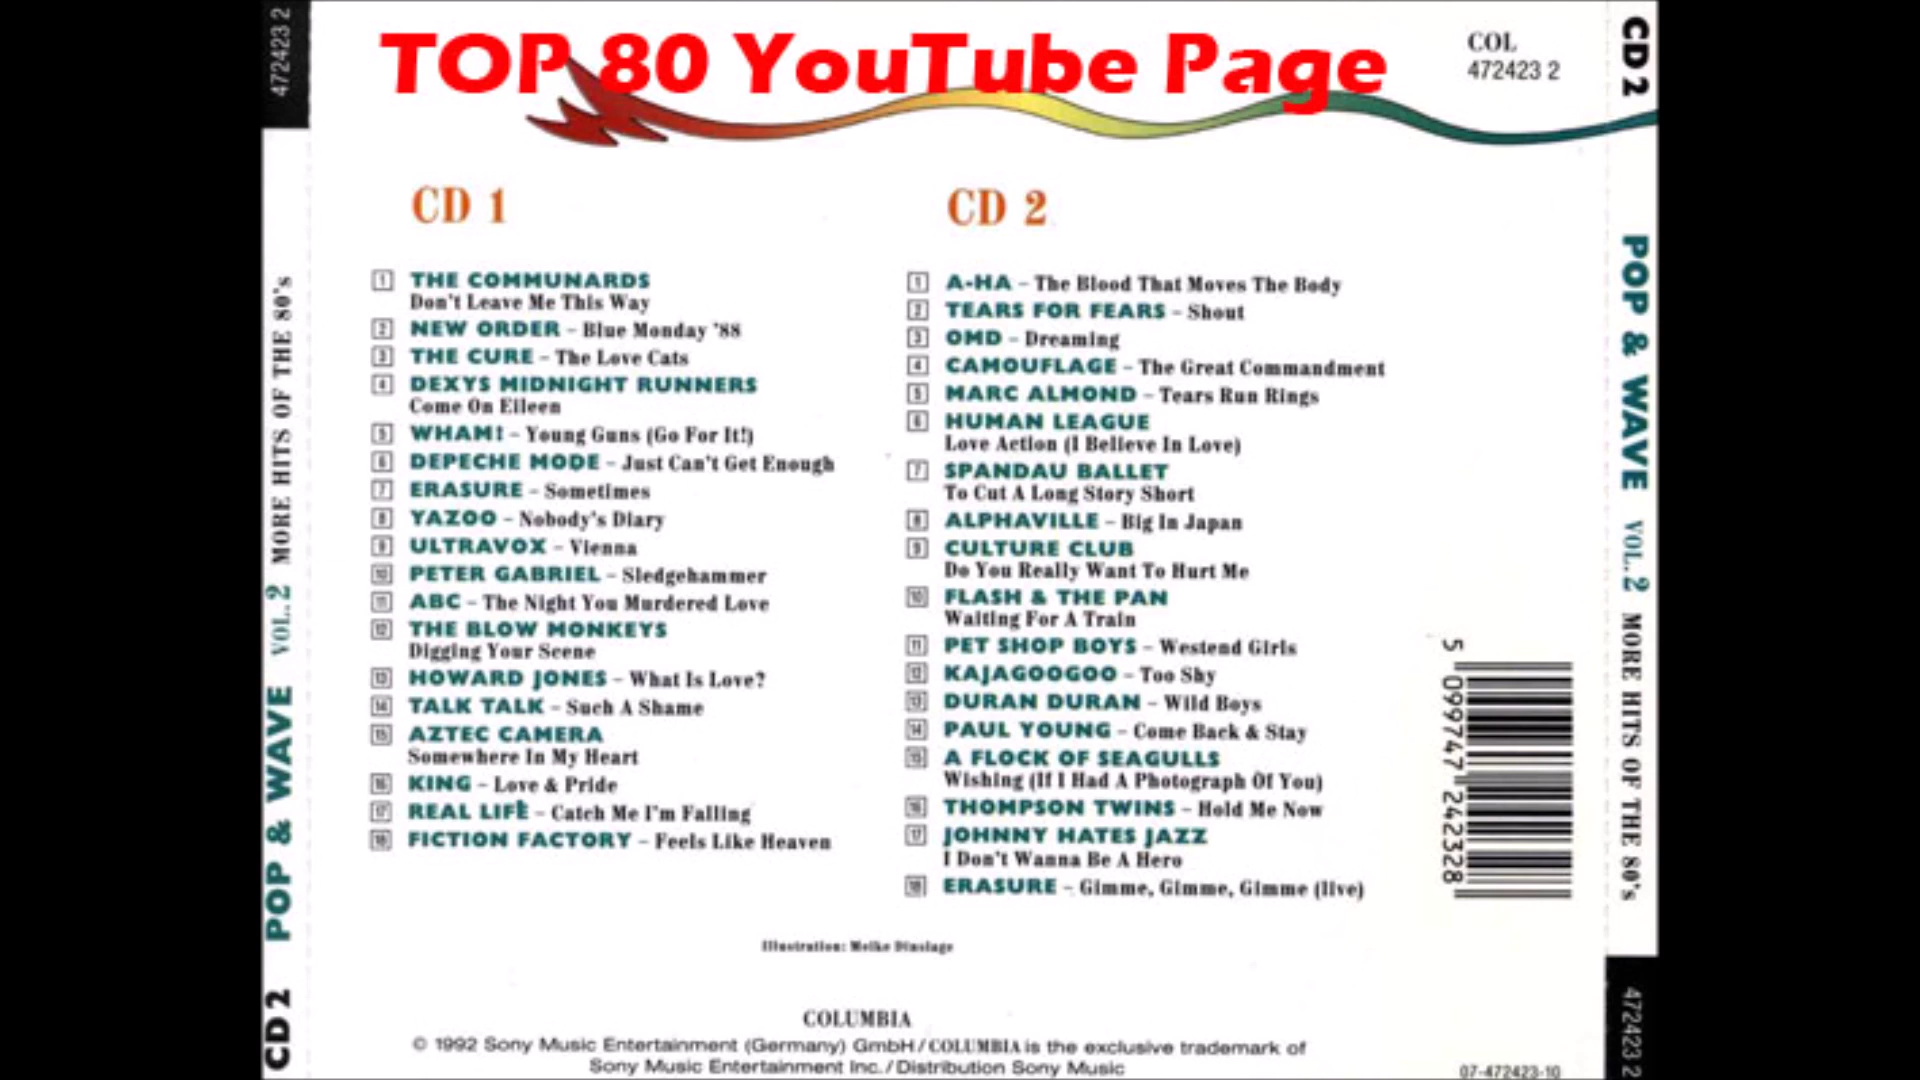 TOP 80 YouTube Page
COL
472423 2
CD 1
1 THE COMMUNARDS
Don't Leave Me This Way
2 NEW ORDER – Blue Monday '88
3 THE CURE – The Love Cats
4 DEXYS MIDNIGHT RUNNERS
Come On Eileen
5 WHAM! – Young Guns (Go For It!)
6 DEPECHE MODE – Just Can't Get Enough
7 ERASURE – Sometimes
8 YAZOO – Nobody's Diary
9 ULTRAVOX – Vienna
10 PETER GABRIEL – Sledgehammer
11 ABC – The Night You Murdered Love
12 THE BLOW MONKEYS
Digging Your Scene
13 HOWARD JONES – What Is Love?
14 TALK TALK – Such A Shame
15 AZTEC CAMERA
Somewhere In My Heart
16 KING – Love & Pride
17 REAL LIFE – Catch Me I'm Falling
18 FICTION FACTORY – Feels Like Heaven
CD 2
1 A-HA – The Blood That Moves The Body
2 TEARS FOR FEARS – Shout
3 OMD – Dreaming
4 CAMOUFLAGE – The Great Commandment
5 MARC ALMOND – Tears Run Rings
6 HUMAN LEAGUE
Love Action (I Believe In Love)
7 SPANDAU BALLET
To Cut A Long Story Short
8 ALPHAVILLE – Big In Japan
9 CULTURE CLUB
Do You Really Want To Hurt Me
10 FLASH & THE PAN
Waiting For A Train
11 PET SHOP BOYS – Westend Girls
12 KAJAGOOGOO – Too Shy
13 DURAN DURAN – Wild Boys
14 PAUL YOUNG – Come Back & Stay
15 A FLOCK OF SEAGULLS
Wishing (If I Had A Photograph Of You)
16 THOMPSON TWINS – Hold Me Now
17 JOHNNY HATES JAZZ
I Don't Wanna Be A Hero
18 ERASURE – Gimme, Gimme, Gimme (live)
5 099747 242328
Illustration: Meike Dinslage
COLUMBIA
© 1992 Sony Music Entertainment (Germany) GmbH/COLUMBIA is the exclusive trademark of
Sony Music Entertainment Inc./Distribution Sony Music
07-472423-10
CD 2 POP & WAVE VOL.2 MORE HITS OF THE 80's 472423 2
CD 2 POP & WAVE VOL.2 MORE HITS OF THE 80's 472423 2